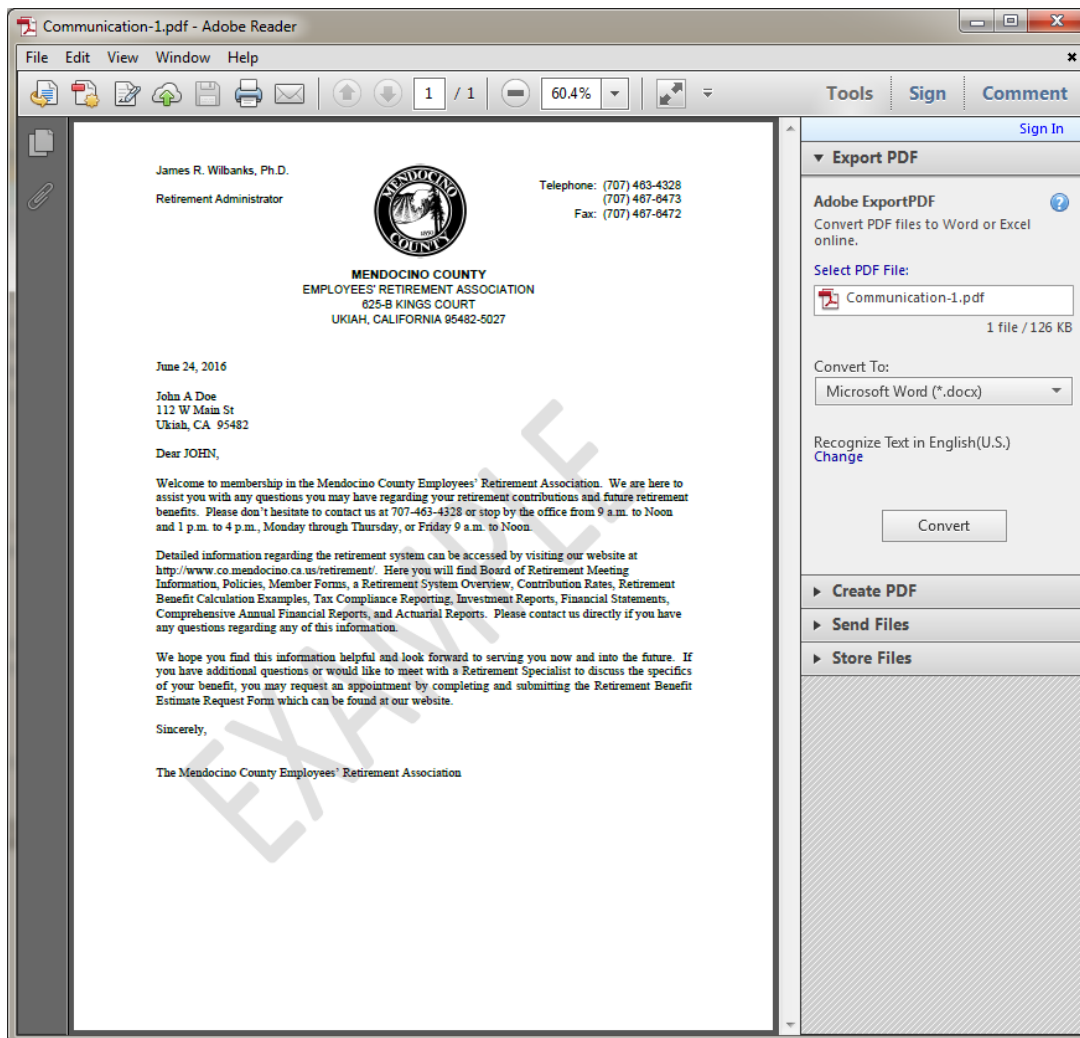 Communication-1.pdf - Adobe Reader
File Edit View Window Help
1 / 1 60.4% Tools Sign Comment
Sign In
Export PDF
Adobe ExportPDF
Convert PDF files to Word or Excel
online.
Select PDF File:
Communication-1.pdf
1 file / 126 KB
Convert To:
Microsoft Word (*.docx)
Recognize Text in English(U.S.)
Change
Convert
Create PDF
Send Files
Store Files
James R. Wilbanks, Ph.D.
Retirement Administrator
MENDOCINO
1850
COUNTY
Telephone: (707) 463-4328
(707) 467-6473
Fax: (707) 467-6472
MENDOCINO COUNTY
EMPLOYEES' RETIREMENT ASSOCIATION
625-B KINGS COURT
UKIAH, CALIFORNIA 95482-5027
June 24, 2016
John A Doe
112 W Main St
Ukiah, CA 95482
Dear JOHN,
Welcome to membership in the Mendocino County Employees' Retirement Association. We are here to
assist you with any questions you may have regarding your retirement contributions and future retirement
benefits. Please don't hesitate to contact us at 707-463-4328 or stop by the office from 9 a.m. to Noon
and 1 p.m. to 4 p.m., Monday through Thursday, or Friday 9 a.m. to Noon.
Detailed information regarding the retirement system can be accessed by visiting our website at
http://www.co.mendocino.ca.us/retirement/. Here you will find Board of Retirement Meeting
Information, Policies, Member Forms, a Retirement System Overview, Contribution Rates, Retirement
Benefit Calculation Examples, Tax Compliance Reporting, Investment Reports, Financial Statements,
Comprehensive Annual Financial Reports, and Actuarial Reports. Please contact us directly if you have
any questions regarding any of this information.
We hope you find this information helpful and look forward to serving you now and into the future. If
you have additional questions or would like to meet with a Retirement Specialist to discuss the specifics
of your benefit, you may request an appointment by completing and submitting the Retirement Benefit
Estimate Request Form which can be found at our website.
Sincerely,
The Mendocino County Employees' Retirement Association
EXAMPLE